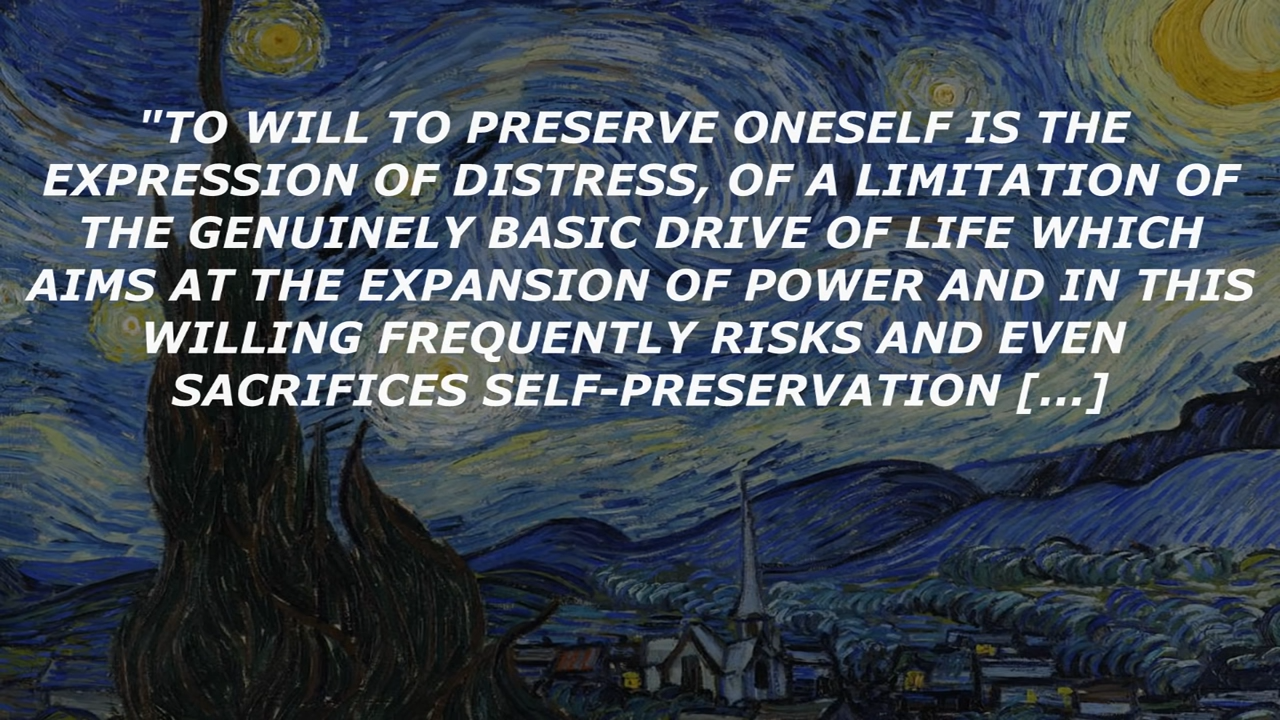 "TO WILL TO PRESERVE ONESELF IS THE
EXPRESSION OF DISTRESS, OF A LIMITATION OF
THE GENUINELY BASIC DRIVE OF LIFE WHICH
AIMS AT THE EXPANSION OF POWER AND IN THIS
WILLING FREQUENTLY RISKS AND EVEN
SACRIFICES SELF-PRESERVATION [...]